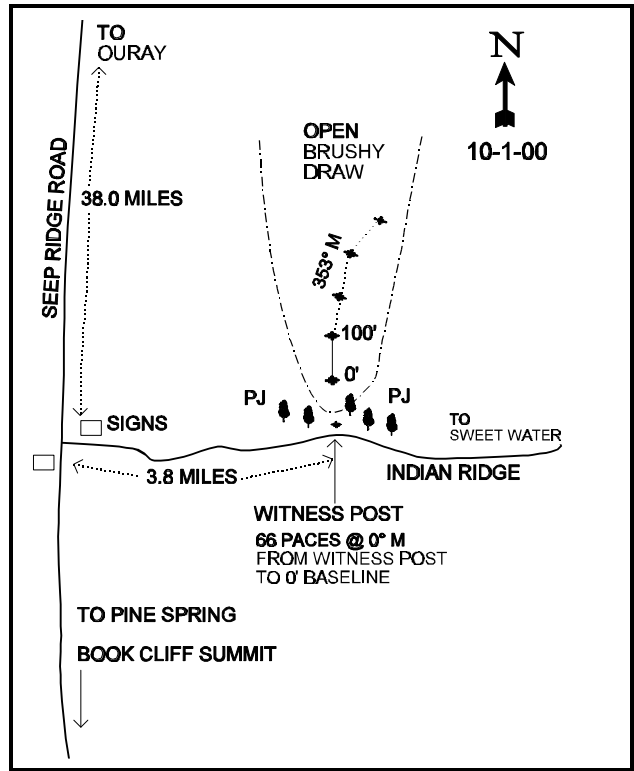 TO
OURAY
N
10-1-00
OPEN
BRUSHY
DRAW
SEEP RIDGE ROAD
38.0 MILES
353° M
100'
0'
PJ
PJ
SIGNS
TO
SWEET WATER
3.8 MILES
INDIAN RIDGE
WITNESS POST
66 PACES @ 0° M
FROM WITNESS POST
TO 0' BASELINE
TO PINE SPRING
BOOK CLIFF SUMMIT